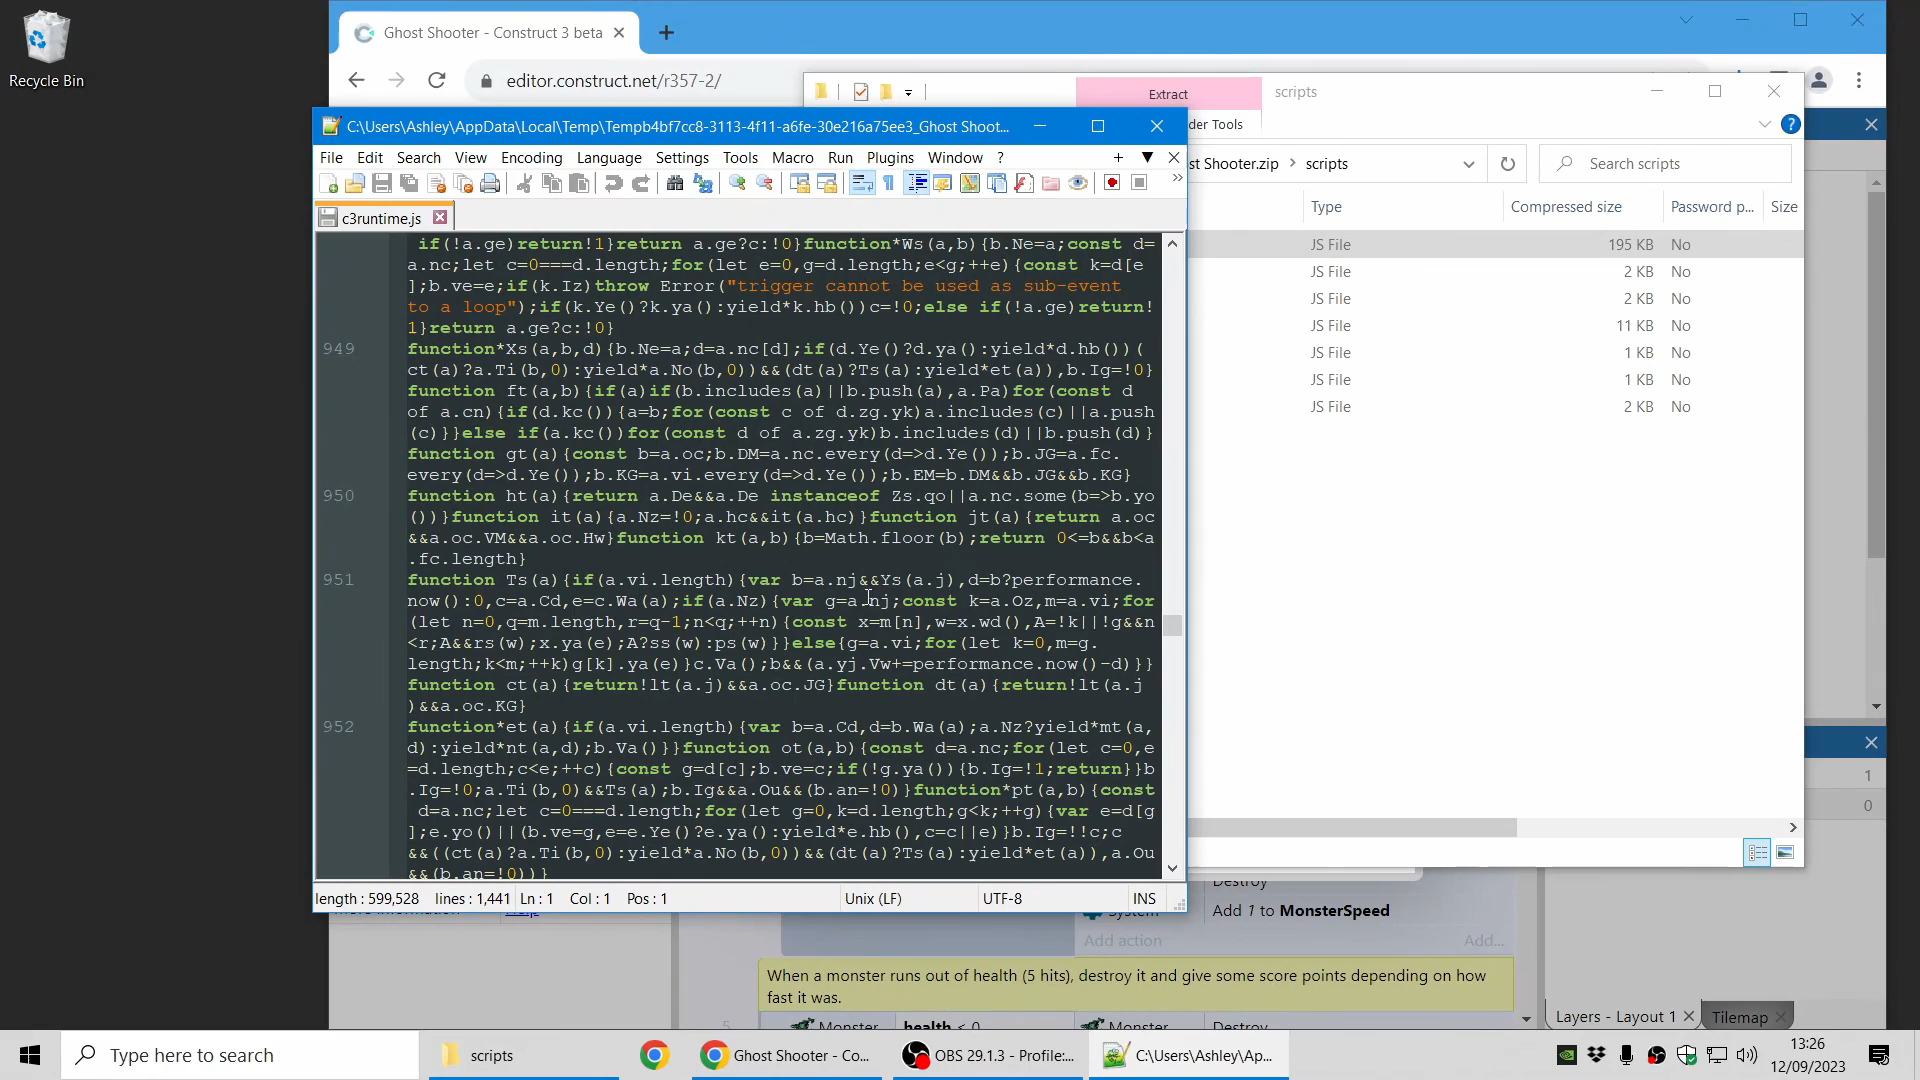 Recycle Bin
Ghost Shooter - Construct 3 beta
editor.construct.net/r357-2/
Extract
scripts
der Tools
st Shooter.zip
scripts
Search scripts
Type
Compressed size
Password p...
Size
JS File
195 KB
No
JS File
2 KB
No
JS File
2 KB
No
JS File
11 KB
No
JS File
1 KB
No
JS File
1 KB
No
JS File
2 KB
No
C:\Users\Ashley\AppData\Local\Temp\Tempb4bf7cc8-3113-4f11-a6fe-30e216a75ee3_Ghost Shoot...
File
Edit
Search
View
Encoding
Language
Settings
Tools
Macro
Run
Plugins
Window
?
c3runtime.js
if(!a.ge)return!1}return a.ge?c:!0}function*Ws(a,b){b.Ne=a;const d=
a.nc;let c=0===d.length;for(let e=0,g=d.length;e<g;++e){const k=d[e
];b.ve=e;if(k.Iz)throw Error("trigger cannot be used as sub-event
to a loop");if(k.Ye()?k.ya():yield*k.hb())c=!0;else if(!a.ge)return!
1}return a.ge?c:!0}
949
function*Xs(a,b,d){b.Ne=a;d=a.nc[d];if(d.Ye()?d.ya():yield*d.hb())(
ct(a)?a.Ti(b,0):yield*a.No(b,0))&&(dt(a)?Ts(a):yield*et(a)),b.Ig=!0}
function ft(a,b){if(a)if(b.includes(a)||b.push(a),a.Pa)for(const d
of a.cn){if(d.kc()){a=b;for(const c of d.zg.yk)a.includes(c)||a.push
(c)}}else if(a.kc())for(const d of a.zg.yk)b.includes(d)||b.push(d)}
function gt(a){const b=a.oc;b.DM=a.nc.every(d=>d.Ye());b.JG=a.fc.
every(d=>d.Ye());b.KG=a.vi.every(d=>d.Ye());b.EM=b.DM&&b.JG&&b.KG}
950
function ht(a){return a.De&&a.De instanceof Zs.qo||a.nc.some(b=>b.yo
())}function it(a){a.Nz=!0;a.hc&&it(a.hc)}function jt(a){return a.oc
&&a.oc.VM&&a.oc.Hw}function kt(a,b){b=Math.floor(b);return 0<=b&&b<a
.fc.length}
951
function Ts(a){if(a.vi.length){var b=a.nj&&Ys(a.j),d=b?performance.
now():0,c=a.Cd,e=c.Wa(a);if(a.Nz){var g=a.nj;const k=a.Oz,m=a.vi;for
(let n=0,q=m.length,r=q-1;n<q;++n){const x=m[n],w=x.wd(),A=!k||!g&&n
<r;A&&rs(w);x.ya(e);A?ss(w):ps(w)}}else{g=a.vi;for(let k=0,m=g.
length;k<m;++k)g[k].ya(e)}c.Va();b&&(a.yj.Vw+=performance.now()-d)}}
function ct(a){return!lt(a.j)&&a.oc.JG}function dt(a){return!lt(a.j
)&&a.oc.KG}
952
function*et(a){if(a.vi.length){var b=a.Cd,d=b.Wa(a);a.Nz?yield*mt(a,
d):yield*nt(a,d);b.Va()}}function ot(a,b){const d=a.nc;for(let c=0,e
=d.length;c<e;++c){const g=d[c];b.ve=c;if(!g.ya()){b.Ig=!1;return}}b
.Ig=!0;a.Ti(b,0)&&Ts(a);b.Ig&&a.Ou&&(b.an=!0)}function*pt(a,b){const
d=a.nc;let c=0===d.length;for(let g=0,k=d.length;g<k;++g){var e=d[g
];e.yo()||(b.ve=g,e=e.Ye()?e.ya():yield*e.hb(),c=c||e)}b.Ig=!!c;c
&&((ct(a)?a.Ti(b,0):yield*a.No(b,0))&&(dt(a)?Ts(a):yield*et(a)),a.Ou
&&(b.an=!0))}
length : 599,528
lines : 1,441
Ln : 1
Col : 1
Pos : 1
Unix (LF)
UTF-8
INS
1
0
Destroy
System
Add 1 to MonsterSpeed
Add action
Add...
When a monster runs out of health (5 hits), destroy it and give some score points depending on how
fast it was.
5
Monster
health ≤ 0
Monster
Destroy
Layers - Layout 1
Tilemap
Type here to search
scripts
Ghost Shooter - Co...
OBS 29.1.3 - Profile:...
C:\Users\Ashley\Ap...
13:26
12/09/2023